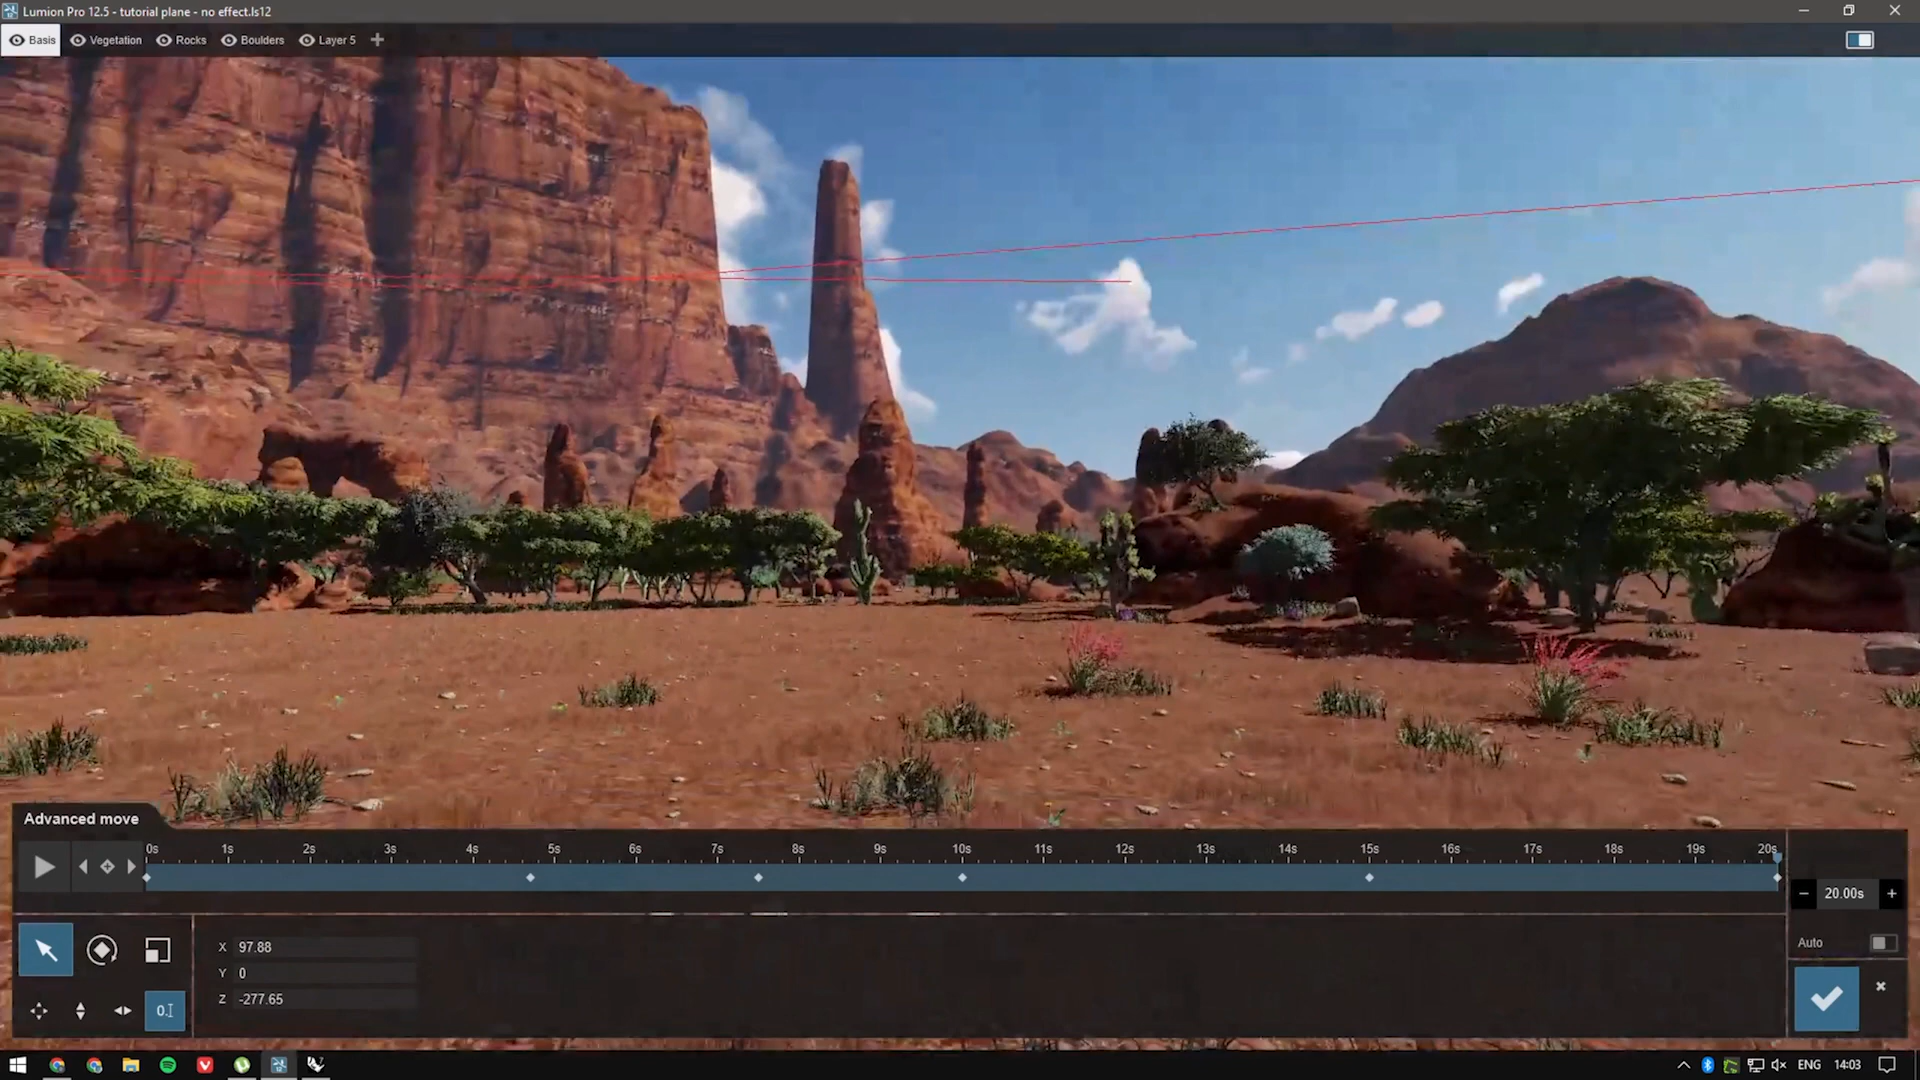 Lumion Pro 12.5 - tutorial plane - no effect.ls12
Basis Vegetation Rocks Boulders Layer 5
Advanced move
0s 1s 2s 3s 4s 5s 6s 7s 8s 9s 10s 11s 12s 13s 14s 15s 16s 17s 18s 19s 20s
20.00s
X 97.88
Auto
Y 0
Z -277.65
ENG 14:03